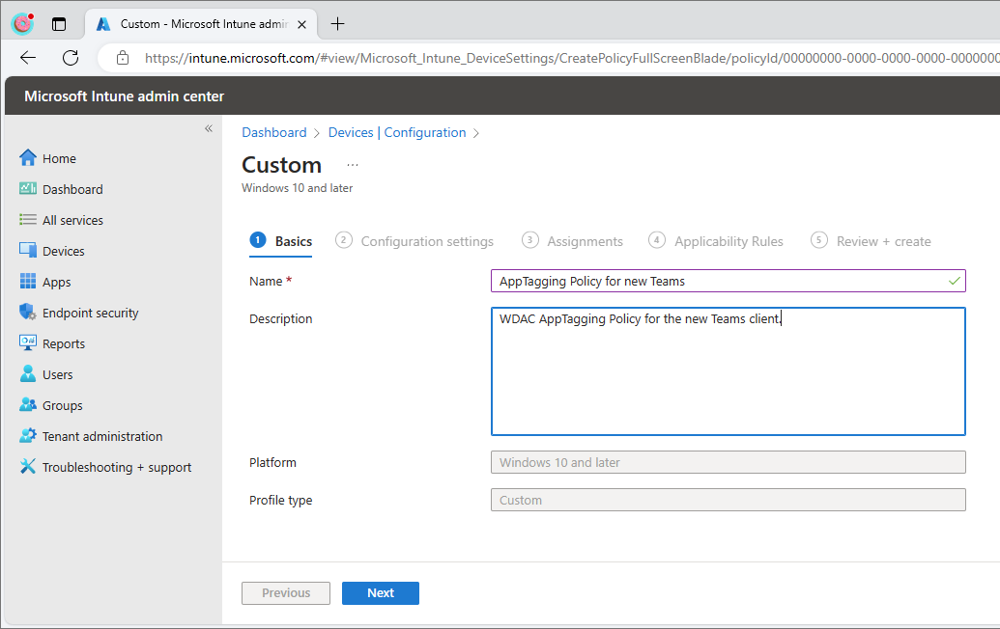 Custom - Microsoft Intune admin
https://intune.microsoft.com/#view/Microsoft_Intune_DeviceSettings/CreatePolicyFullScreenBlade/policyId/00000000-0000-0000-0000-0000000
Microsoft Intune admin center
«
Home
Dashboard
All services
Devices
Apps
Endpoint security
Reports
Users
Groups
Tenant administration
Troubleshooting + support
Dashboard > Devices | Configuration >
Custom ...
Windows 10 and later
1 Basics 2 Configuration settings 3 Assignments 4 Applicability Rules 5 Review + create
Name * AppTagging Policy for new Teams
Description WDAC AppTagging Policy for the new Teams client.
Platform Windows 10 and later
Profile type Custom
Previous Next